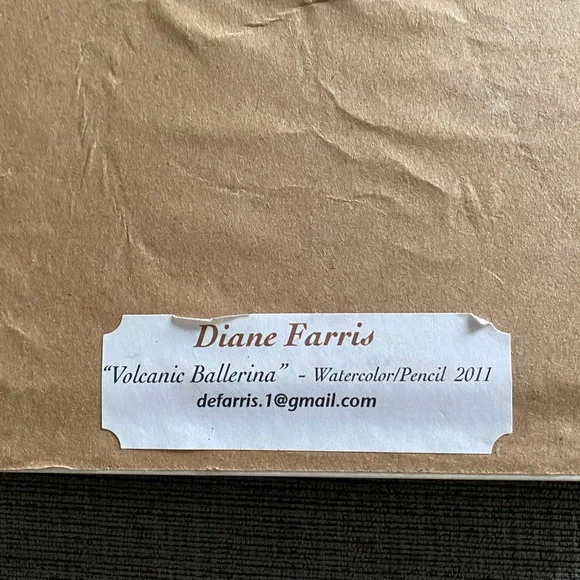 Diane Farris
"Volcanic Ballerina" - Watercolor/Pencil 2011
defarris.1@gmail.com